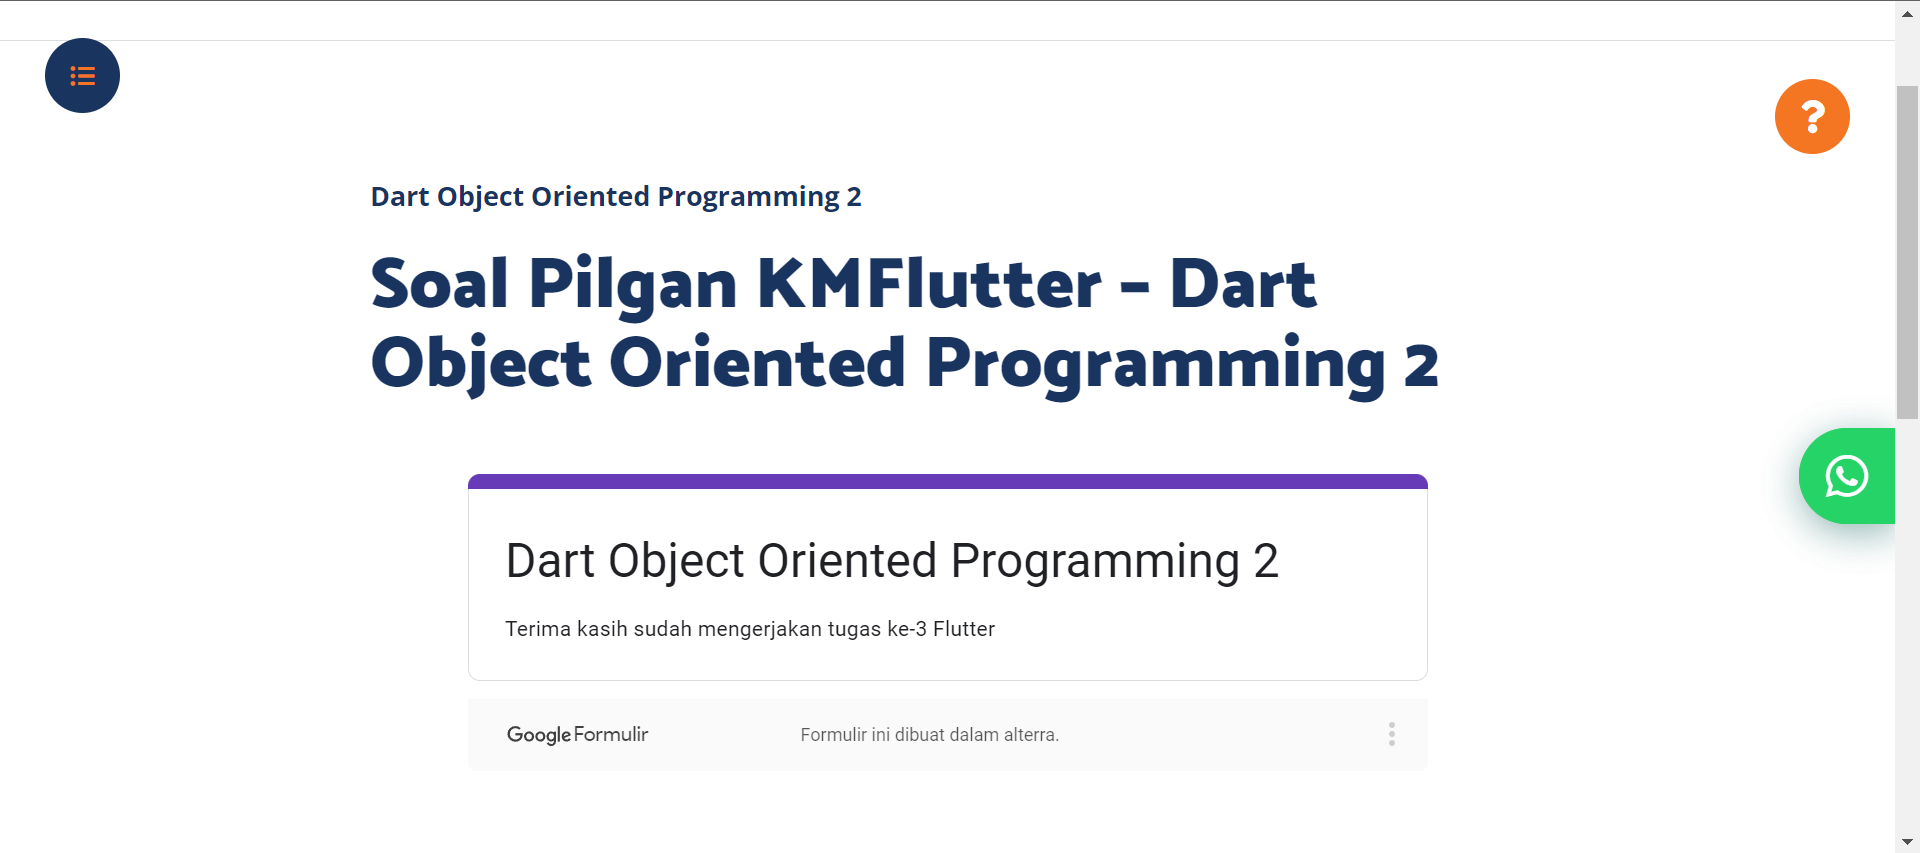 Dart Object Oriented Programming 2
Soal Pilgan KMFlutter – Dart
Object Oriented Programming 2
Dart Object Oriented Programming 2
Terima kasih sudah mengerjakan tugas ke-3 Flutter
Google Formulir
Formulir ini dibuat dalam alterra.